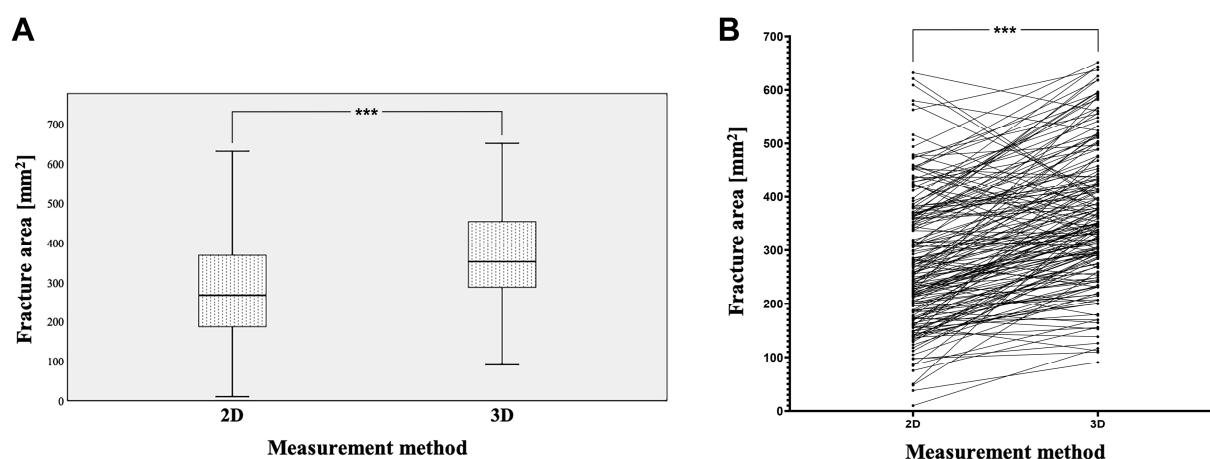 A
Fracture area [mm²]
700
600
500
400
300
200
100
0
***
2D
3D
Measurement method
B
Fracture area [mm²]
700
600
500
400
300
200
100
0
***
2D
3D
Measurement method